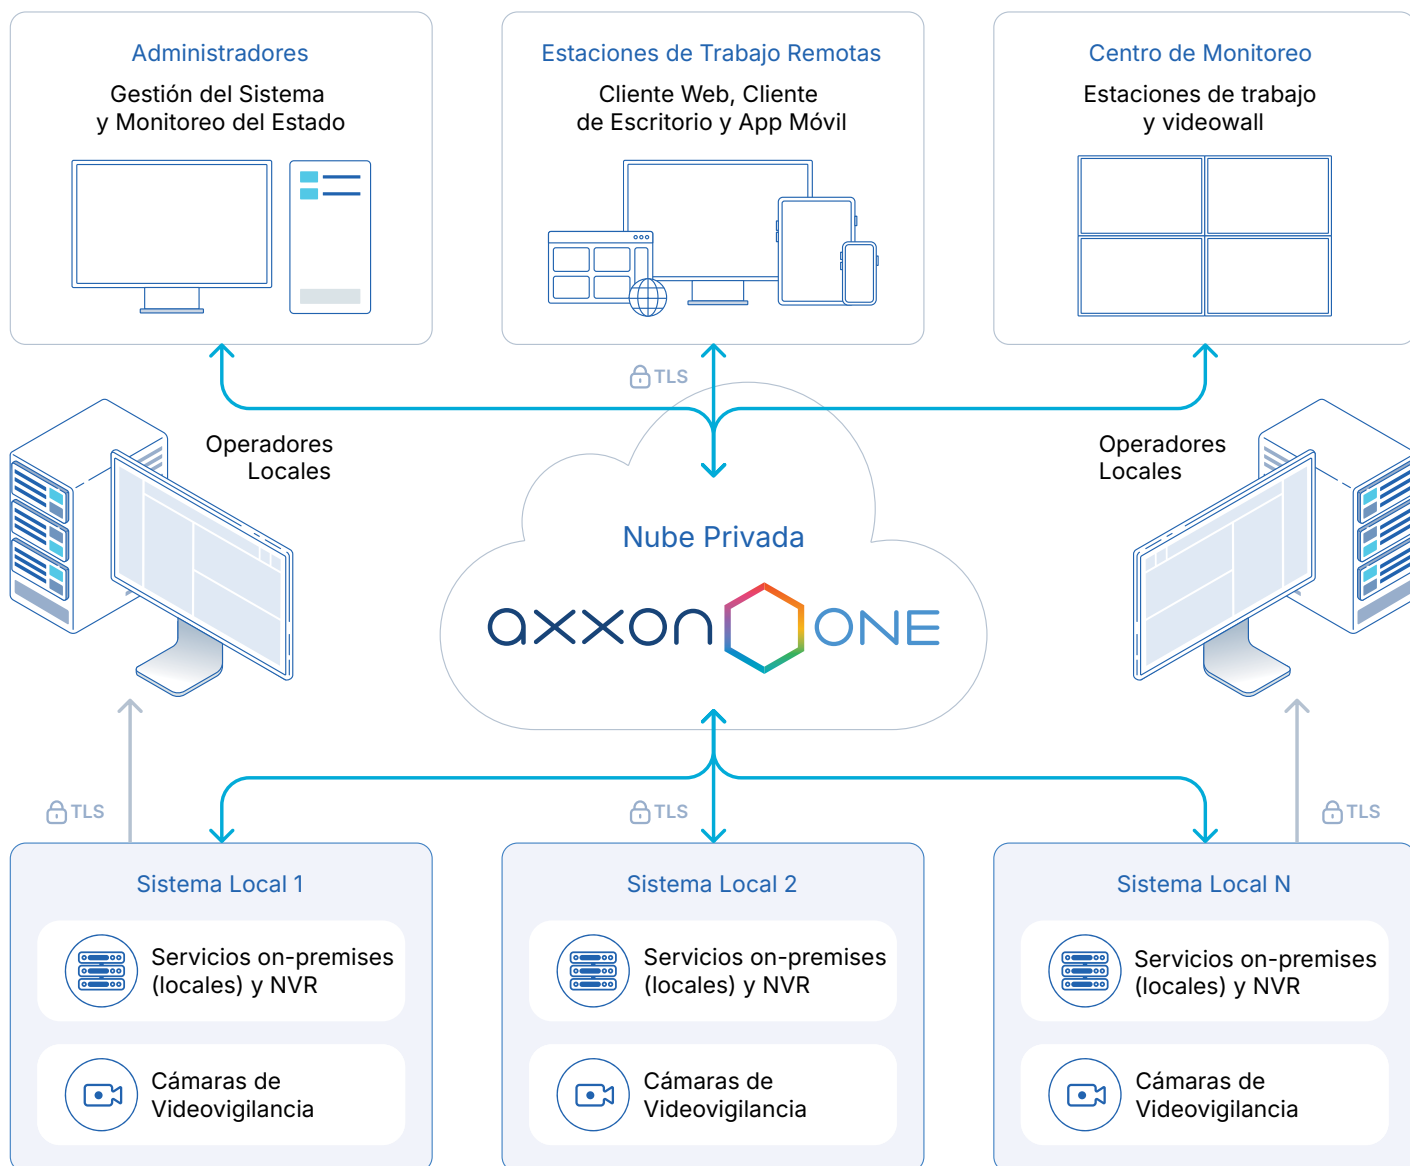 Administradores
Gestión del Sistema
y Monitoreo del Estado
Estaciones de Trabajo Remotas
Cliente Web, Cliente
de Escritorio y App Móvil
Centro de Monitoreo
Estaciones de trabajo
y videowall
TLS
Operadores
Locales
Operadores
Locales
Nube Privada
axxon ONE
TLS
TLS
TLS
Sistema Local 1
Servicios on-premises
(locales) y NVR
Cámaras de
Videovigilancia
Sistema Local 2
Servicios on-premises
(locales) y NVR
Cámaras de
Videovigilancia
Sistema Local N
Servicios on-premises
(locales) y NVR
Cámaras de
Videovigilancia